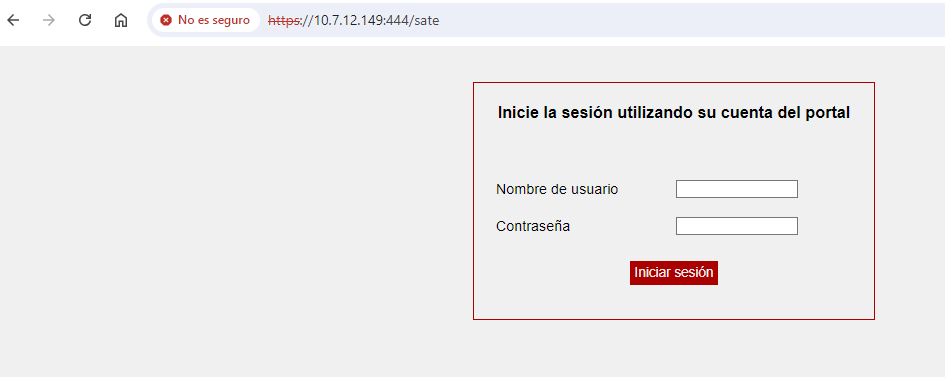 No es seguro https://10.7.12.149:444/sate
Inicie la sesión utilizando su cuenta del portal
Nombre de usuario
Contraseña
Iniciar sesión